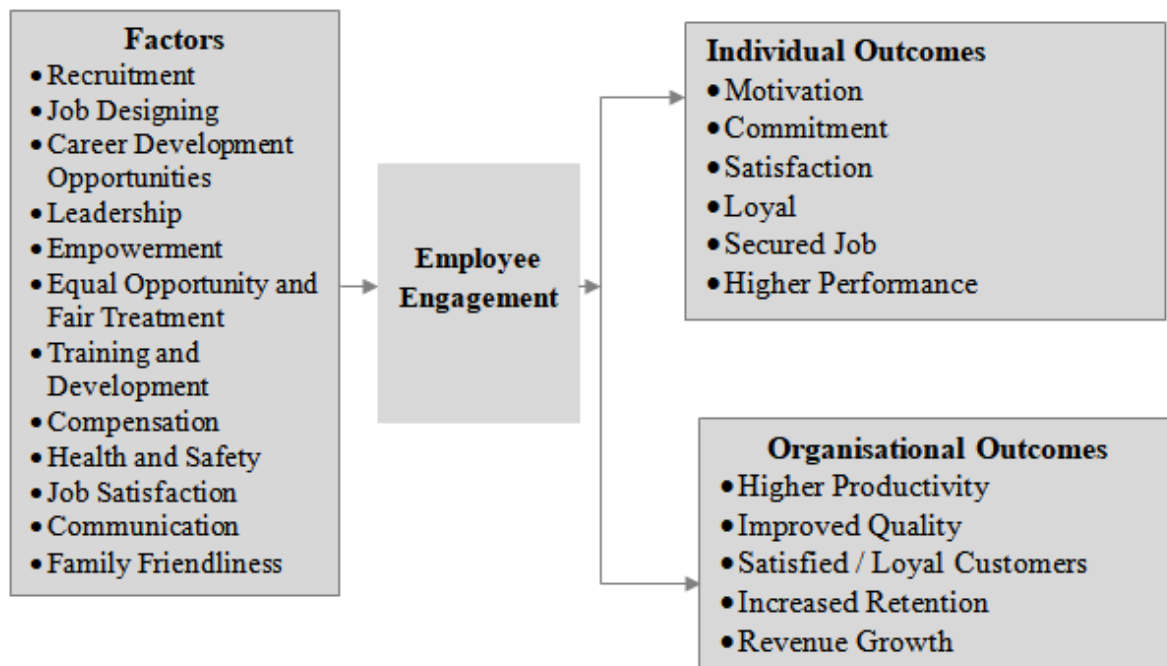 Factors
• Recruitment
• Job Designing
• Career Development
Opportunities
• Leadership
• Empowerment
• Equal Opportunity and
Fair Treatment
• Training and
Development
• Compensation
• Health and Safety
• Job Satisfaction
• Communication
• Family Friendliness
Employee
Engagement
Individual Outcomes
• Motivation
• Commitment
• Satisfaction
• Loyal
• Secured Job
• Higher Performance
Organisational Outcomes
• Higher Productivity
• Improved Quality
• Satisfied / Loyal Customers
• Increased Retention
• Revenue Growth